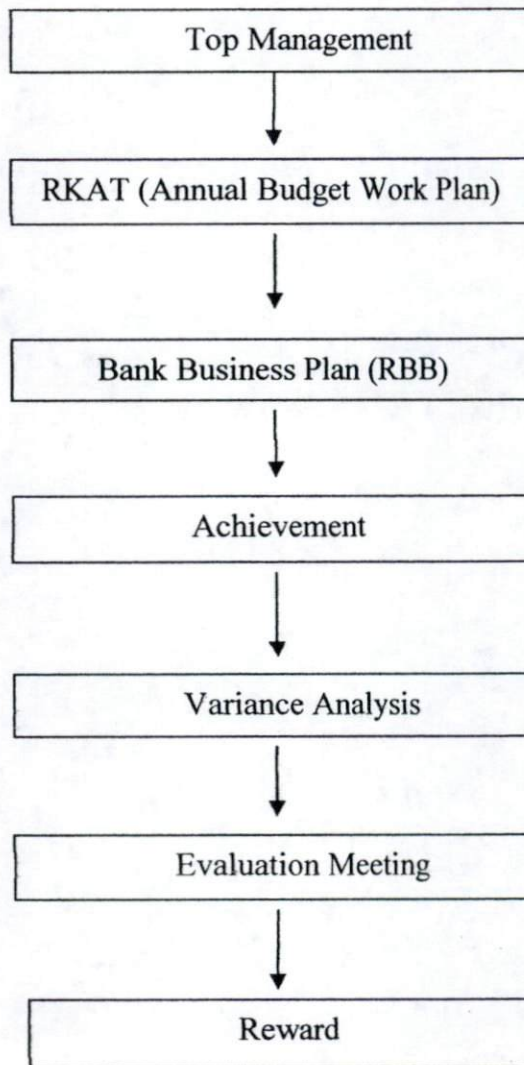 Top Management
RKAT (Annual Budget Work Plan)
Bank Business Plan (RBB)
Achievement
Variance Analysis
Evaluation Meeting
Reward